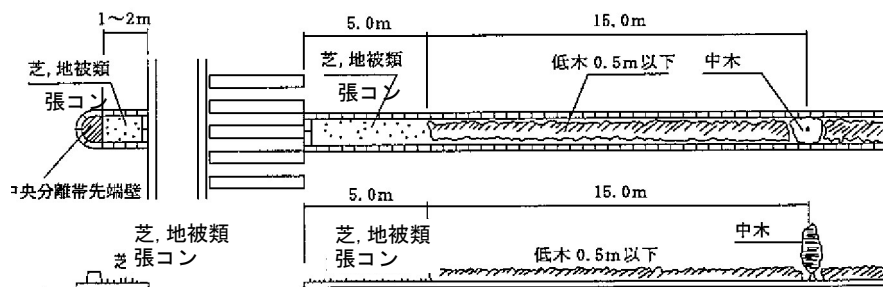 1～2m
5.0m
15.0m
芝,地被類
張コン
芝,地被類
張コン
低木 0.5m以下
中木
中央分離帯先端壁
5.0m
15.0m
芝
芝,地被類
張コン
芝,地被類
張コン
低木 0.5m以下
中木